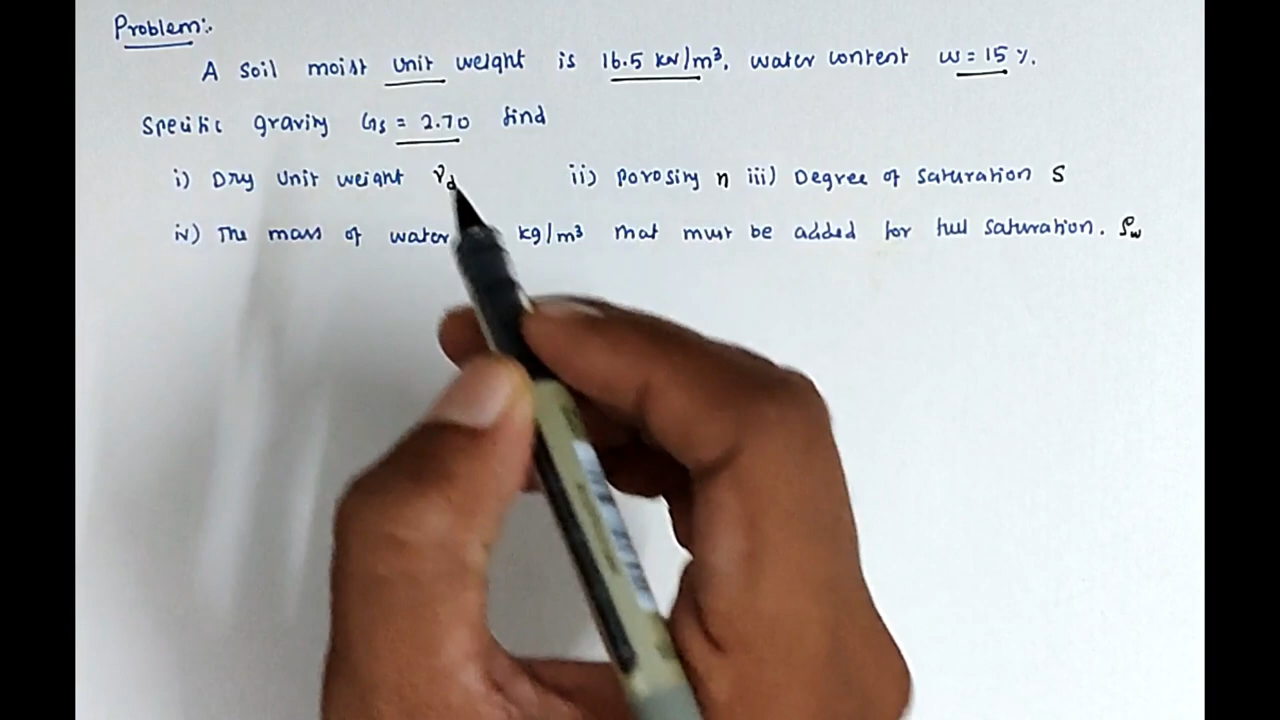 Problem:
A Soil moist unit weight is 16.5 kN/m³, water content w = 15 %.
Specific gravity Gs = 2.70 find
i) Dry Unit weight γd ii) Porosity n iii) Degree of saturation S
iv) The mass of water kg/m³ that must be added for full saturation. ρw